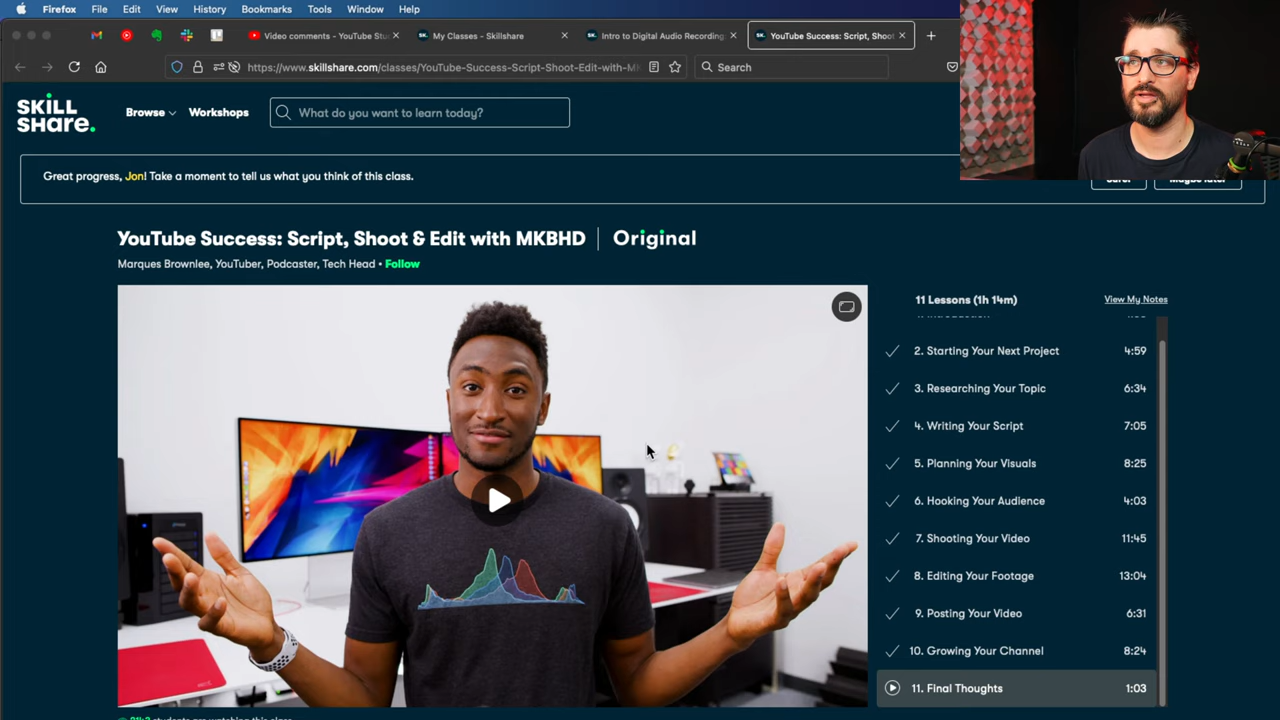 Firefox File Edit View History Bookmarks Tools Window Help
Video comments - YouTube Stu
My Classes - Skillshare
Intro to Digital Audio Recording,
YouTube Success: Script, Shoot
https://www.skillshare.com/classes/YouTube-Success-Script-Shoot-Edit-with-M
Search
SKILL
SHARE.
Browse
Workshops
What do you want to learn today?
Great progress, Jon! Take a moment to tell us what you think of this class.
Maybe later
YouTube Success: Script, Shoot & Edit with MKBHD | Original
Marques Brownlee, YouTuber, Podcaster, Tech Head • Follow
11 Lessons (1h 14m)
View My Notes
2. Starting Your Next Project 4:59
3. Researching Your Topic 6:34
4. Writing Your Script 7:05
5. Planning Your Visuals 8:25
6. Hooking Your Audience 4:03
7. Shooting Your Video 11:45
8. Editing Your Footage 13:04
9. Posting Your Video 6:31
10. Growing Your Channel 8:24
11. Final Thoughts 1:03
students are watching this class